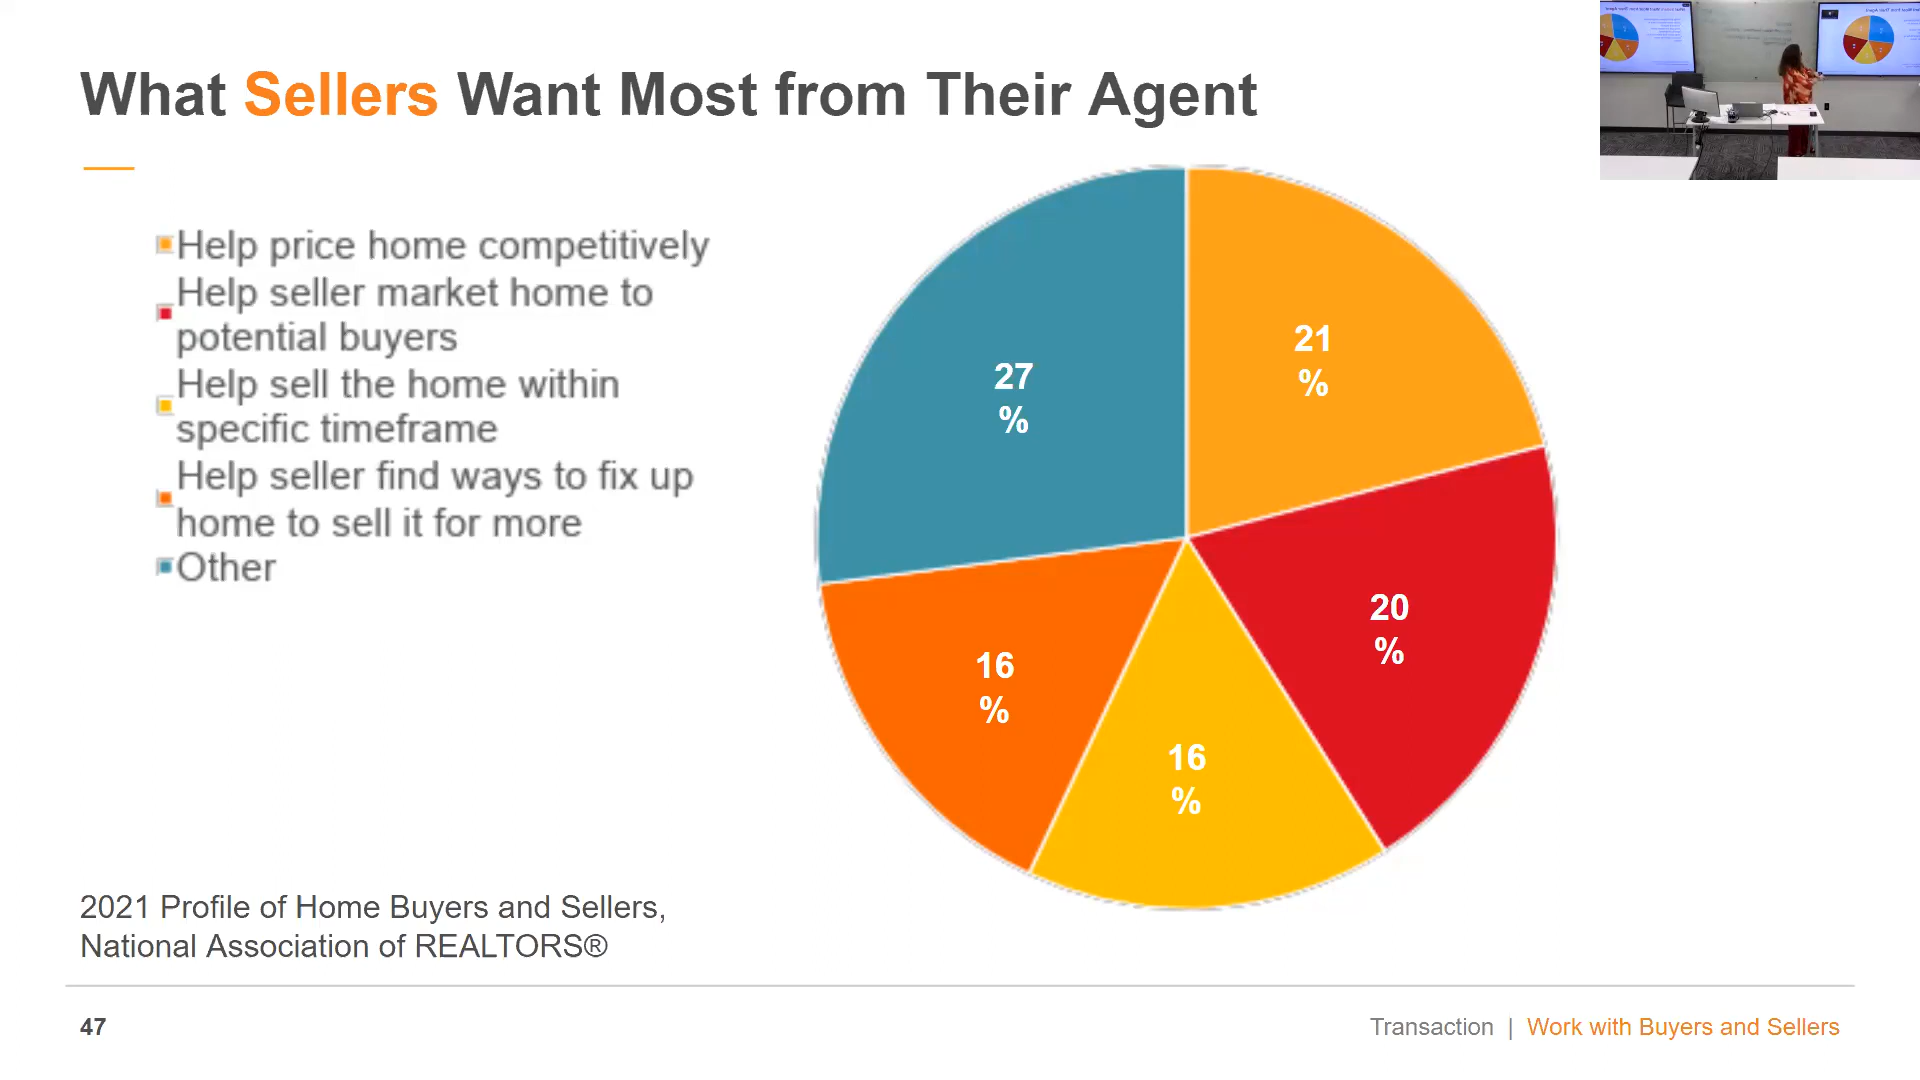 What Sellers Want Most from Their Agent
Help price home competitively
Help seller market home to
potential buyers
Help sell the home within
specific timeframe
Help seller find ways to fix up
home to sell it for more
Other
27
%
21
%
20
%
16
%
16
%
2021 Profile of Home Buyers and Sellers,
National Association of REALTORS®
47
Transaction | Work with Buyers and Sellers